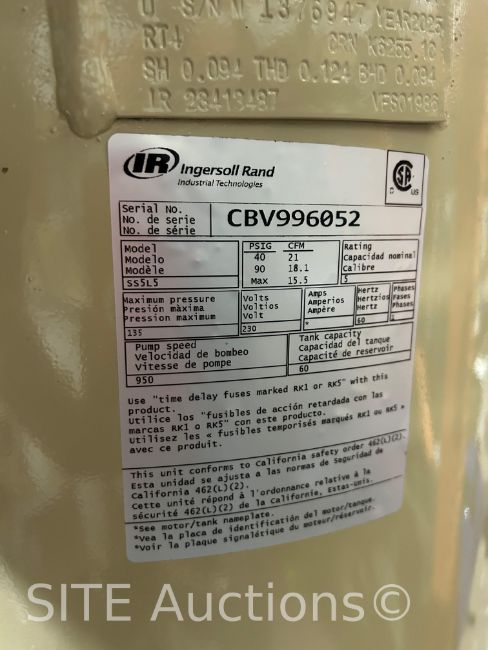 U S/N N 1376947 YEAR2025
RT4 CRN K6265.1C
SH 0.094 THD 0.124 BHD 0.094
IR 23418487 VFS01986
IR Ingersoll Rand
Industrial Technologies
SA US
Serial No.
No. de serie
No. de série
CBV996052
Model
Modelo
Modèle
SS5L5
PSIG CFM
40 21
90 18.1
Max 15.5
Rating
Capacidad nominal
Calibre
5
Maximum pressure
Presión màxima
Pression maximum
135
Volts
Voltios
Volt
230
Amps
Amperios
Ampère
*
Hertz
Hertzios
Hertz
60
Phases
Fases
Phases
1
Pump speed
Velocidad de bombeo
Vitesse de pompe
950
Tank capacity
Capacidad del tanque
Capacité de reservoir
60
Use "time delay fuses marked RK1 or RK5" with this
product.
Utilice los "fusibles de acción retardada con las
marcas RK1 o RK5" con este producto.
Utilisez les « fusibles temporisés marqués RK1 ou RK5 »
avec ce produit.
This unit conforms to California safety order 462(L)(2).
Esta unidad se ajusta a las normas de Seguridad de
California 462(L)(2).
Cette unité répond à l'ordonnance relative à la
sécurité 462(L)(2) de la Californie, Etats-unis.
*See motor/tank nameplate.
*Vea la placa de identificación del motor/tanque.
*Voir la plaque signalétique du moteur/réservoir.
SITE Auctions©